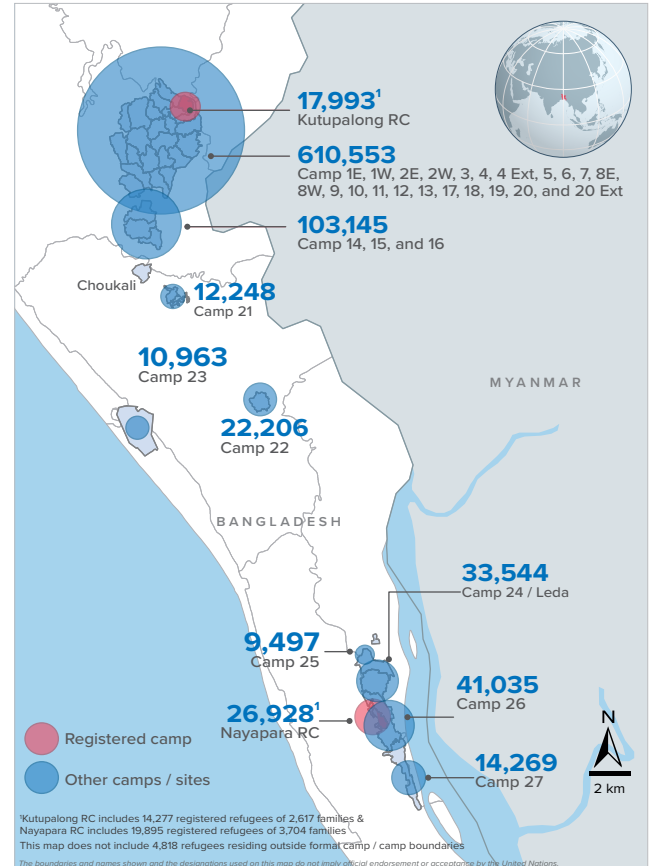 17,993¹
Kutupalong RC
610,553
Camp 1E, 1W, 2E, 2W, 3, 4, 4 Ext, 5, 6, 7, 8E,
8W, 9, 10, 11, 12, 13, 17, 18, 19, 20, and 20 Ext
103,145
Camp 14, 15, and 16
Choukali
12,248
Camp 21
10,963
Camp 23
MYANMAR
22,206
Camp 22
BANGLADESH
33,544
Camp 24 / Leda
9,497
Camp 25
41,035
Camp 26
26,928¹
Nayapara RC
N
2 km
14,269
Camp 27
Registered camp
Other camps / sites
¹Kutupalong RC includes 14,277 registered refugees of 2,617 families &
Nayapara RC includes 19,895 registered refugees of 3,704 families
This map does not include 4,818 refugees residing outside formal camp / camp boundaries
The boundaries and names shown and the designations used on this map do not imply official endorsement or acceptance by the United Nations.